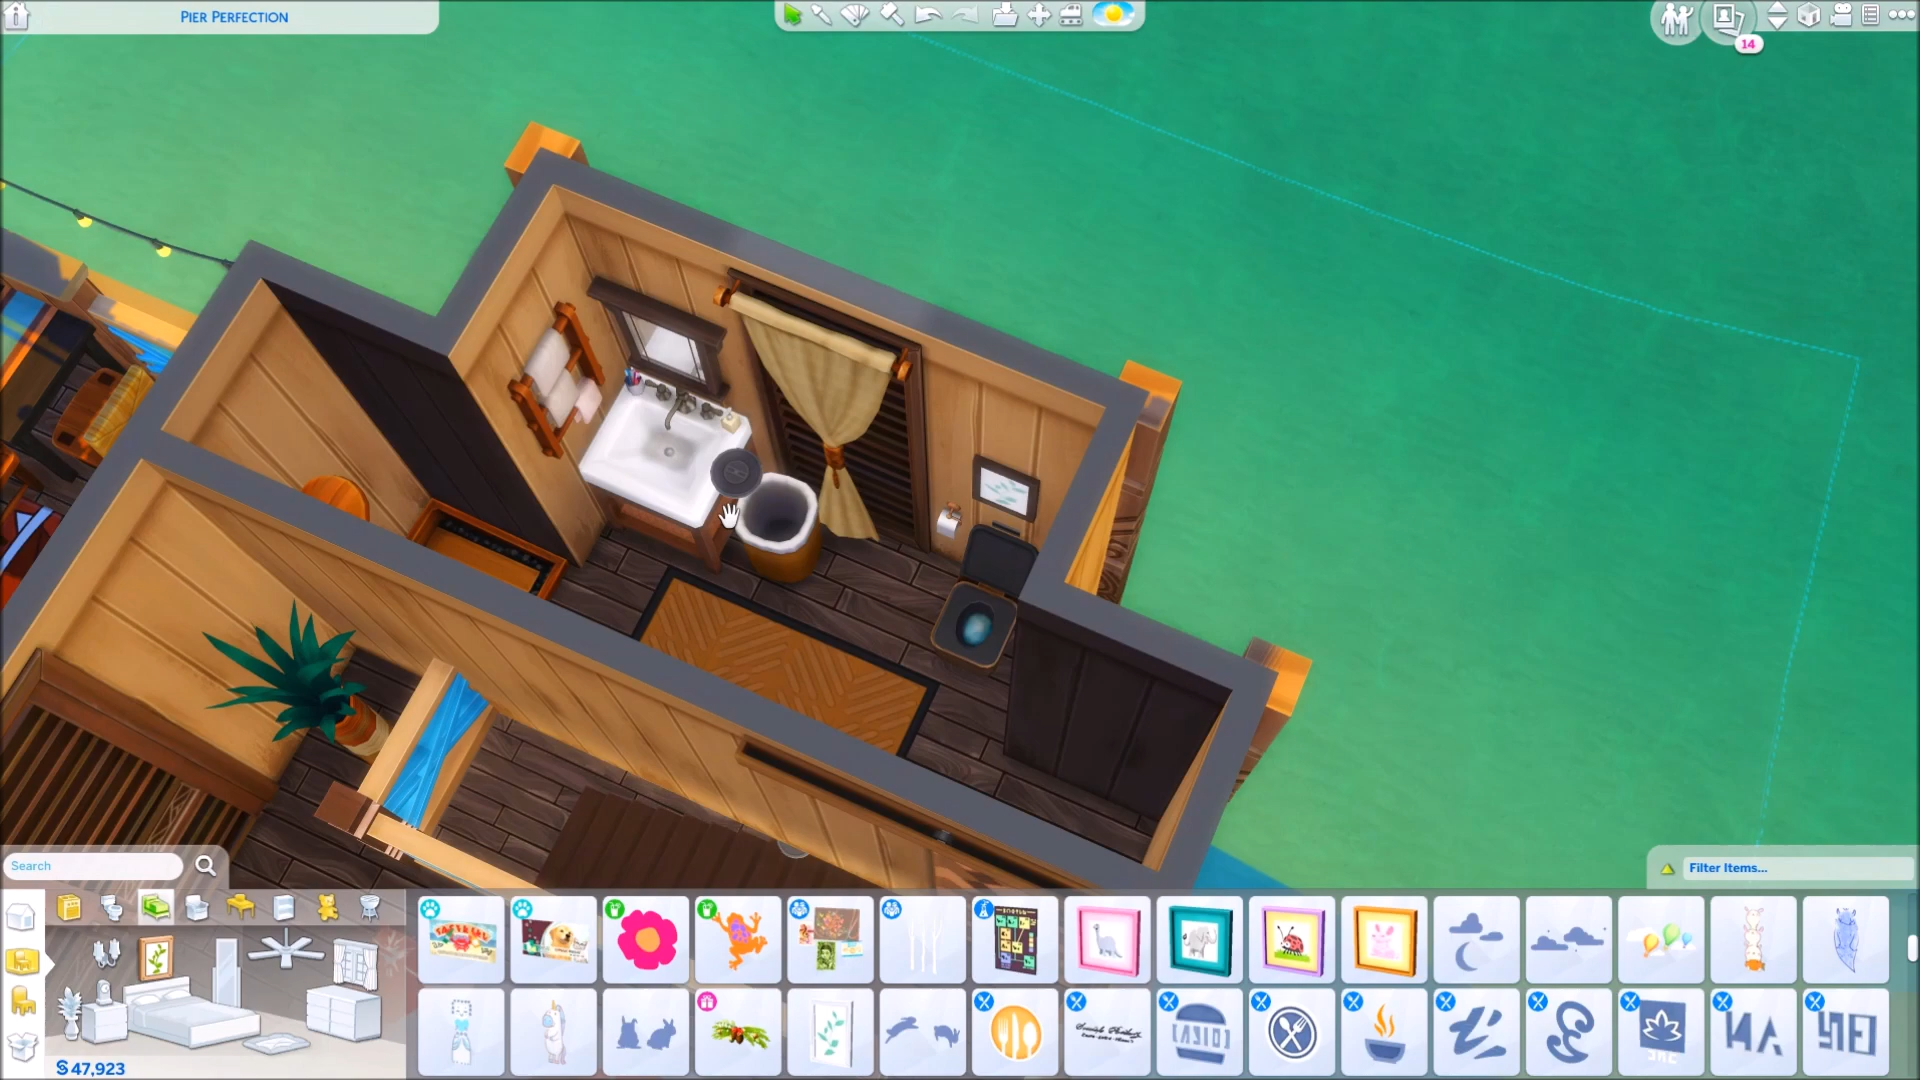 PIER PERFECTION
14
Search
Filter Items...
§47,923